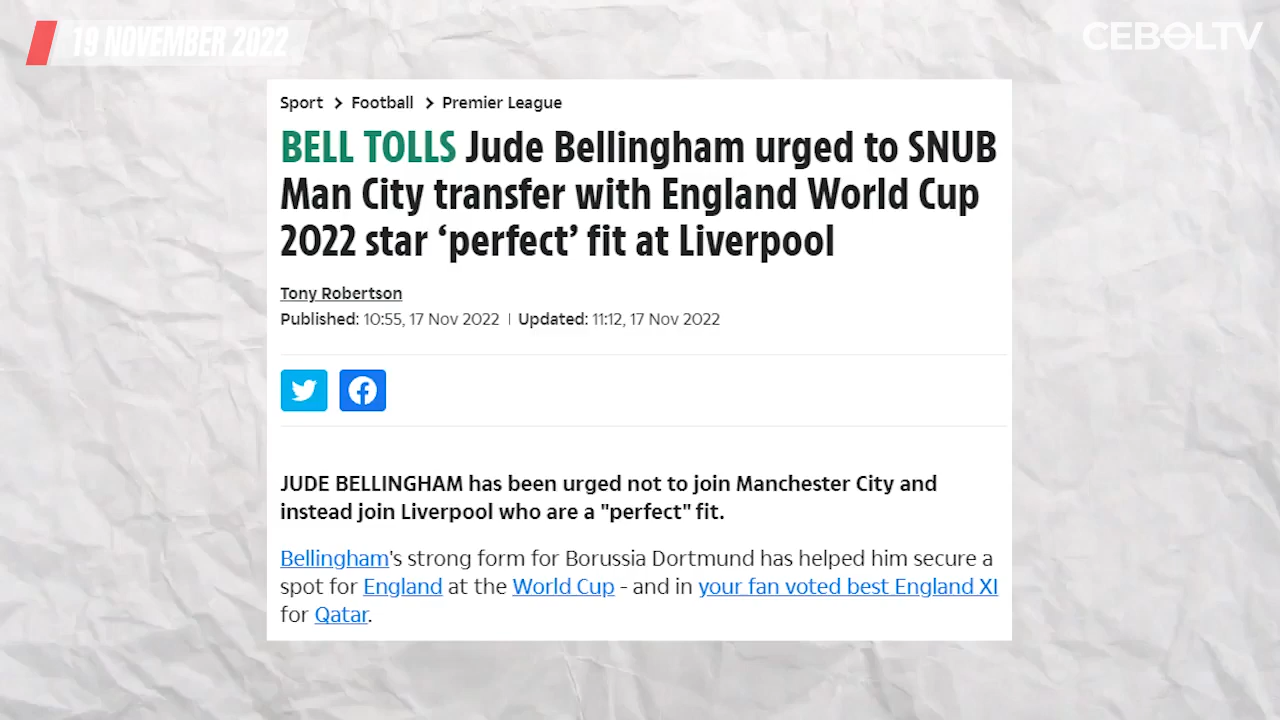 19 NOVEMBER 2022
CEBOLTV
Sport > Football > Premier League
BELL TOLLS Jude Bellingham urged to SNUB
Man City transfer with England World Cup
2022 star ‘perfect’ fit at Liverpool
Tony Robertson
Published: 10:55, 17 Nov 2022 | Updated: 11:12, 17 Nov 2022
JUDE BELLINGHAM has been urged not to join Manchester City and
instead join Liverpool who are a "perfect" fit.
Bellingham's strong form for Borussia Dortmund has helped him secure a
spot for England at the World Cup - and in your fan voted best England XI
for Qatar.